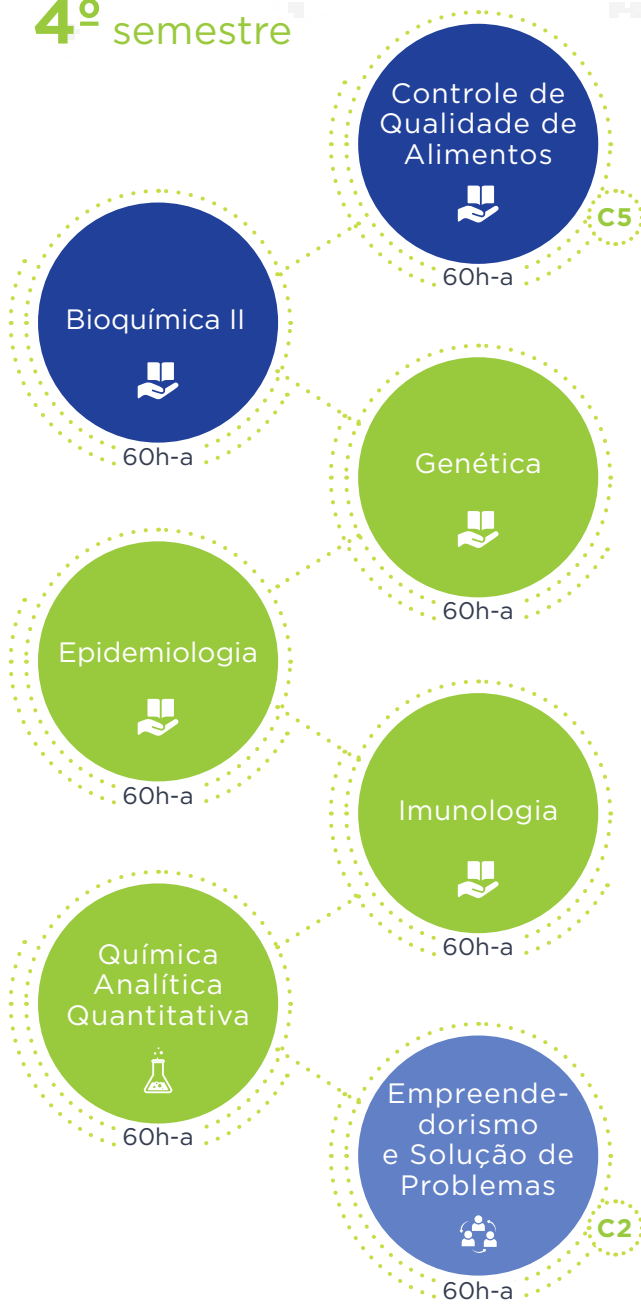 4º semestre
Controle de
Qualidade de
Alimentos
C5
60h-a
Bioquímica II
60h-a
Genética
60h-a
Epidemiologia
60h-a
Imunologia
60h-a
Química
Analítica
Quantitativa
60h-a
Empreende-
dorismo
e Solução de
Problemas
C2
60h-a